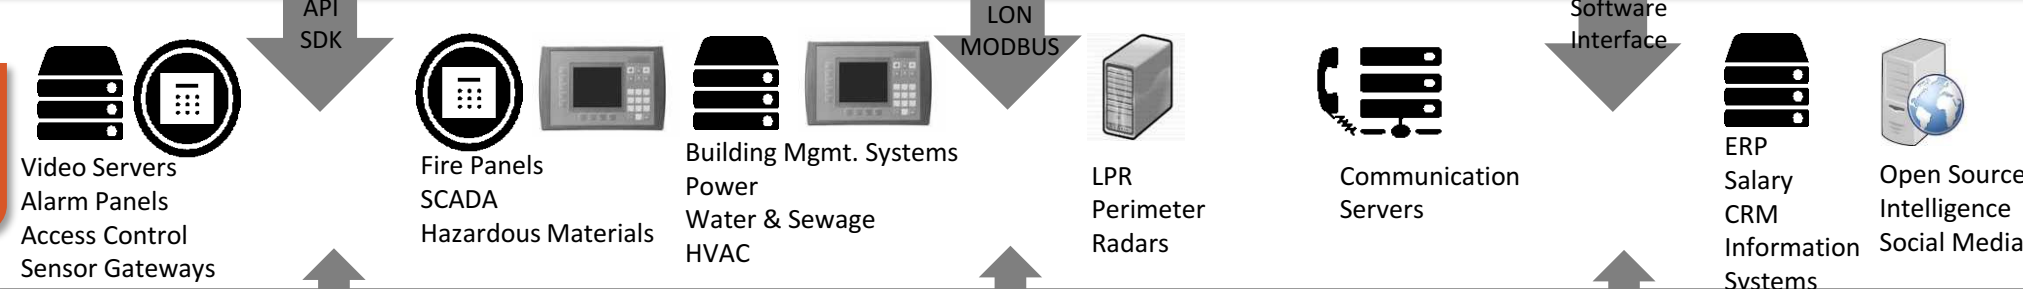 API
SDK
LON
MODBUS
Software
Interface
Video Servers
Alarm Panels
Access Control
Sensor Gateways
Fire Panels
SCADA
Hazardous Materials
Building Mgmt. Systems
Power
Water & Sewage
HVAC
LPR
Perimeter
Radars
Communication
Servers
ERP
Salary
CRM
Information
Systems
Open Source
Intelligence
Social Media